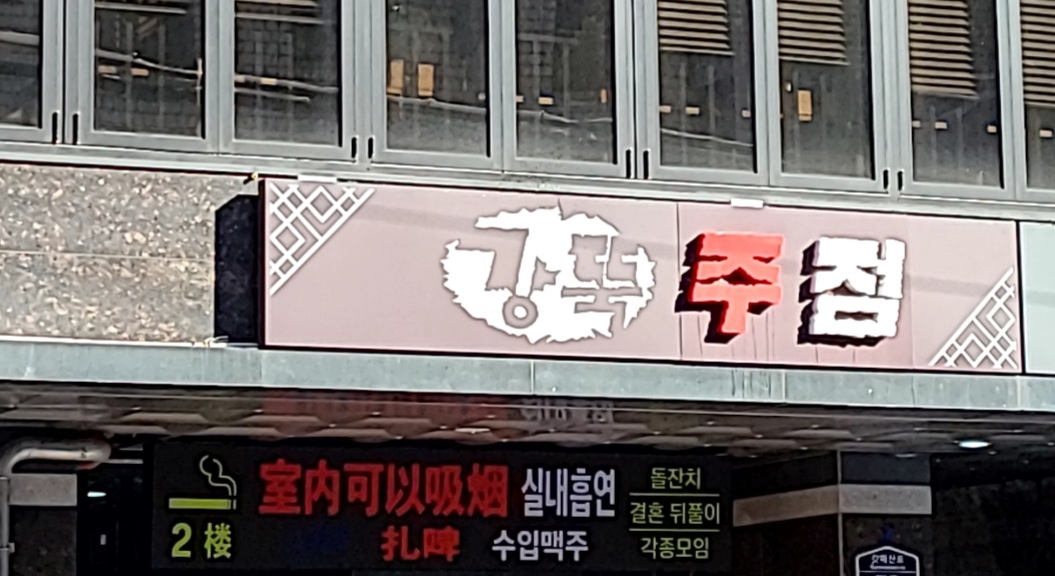 강뚝 주점
室内可以吸烟 실내흡연
2 楼 扎啤 수입맥주
돌잔치
결혼 뒤풀이
각종모임